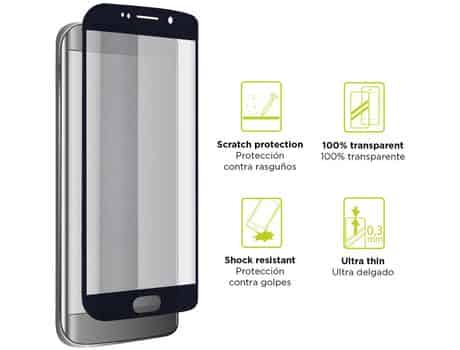 Scratch protection
Protección
contra rasguños
100% transparent
100% transparente
Shock resistant
Protección
contra golpes
0,3
mm
Ultra thin
Ultra delgado